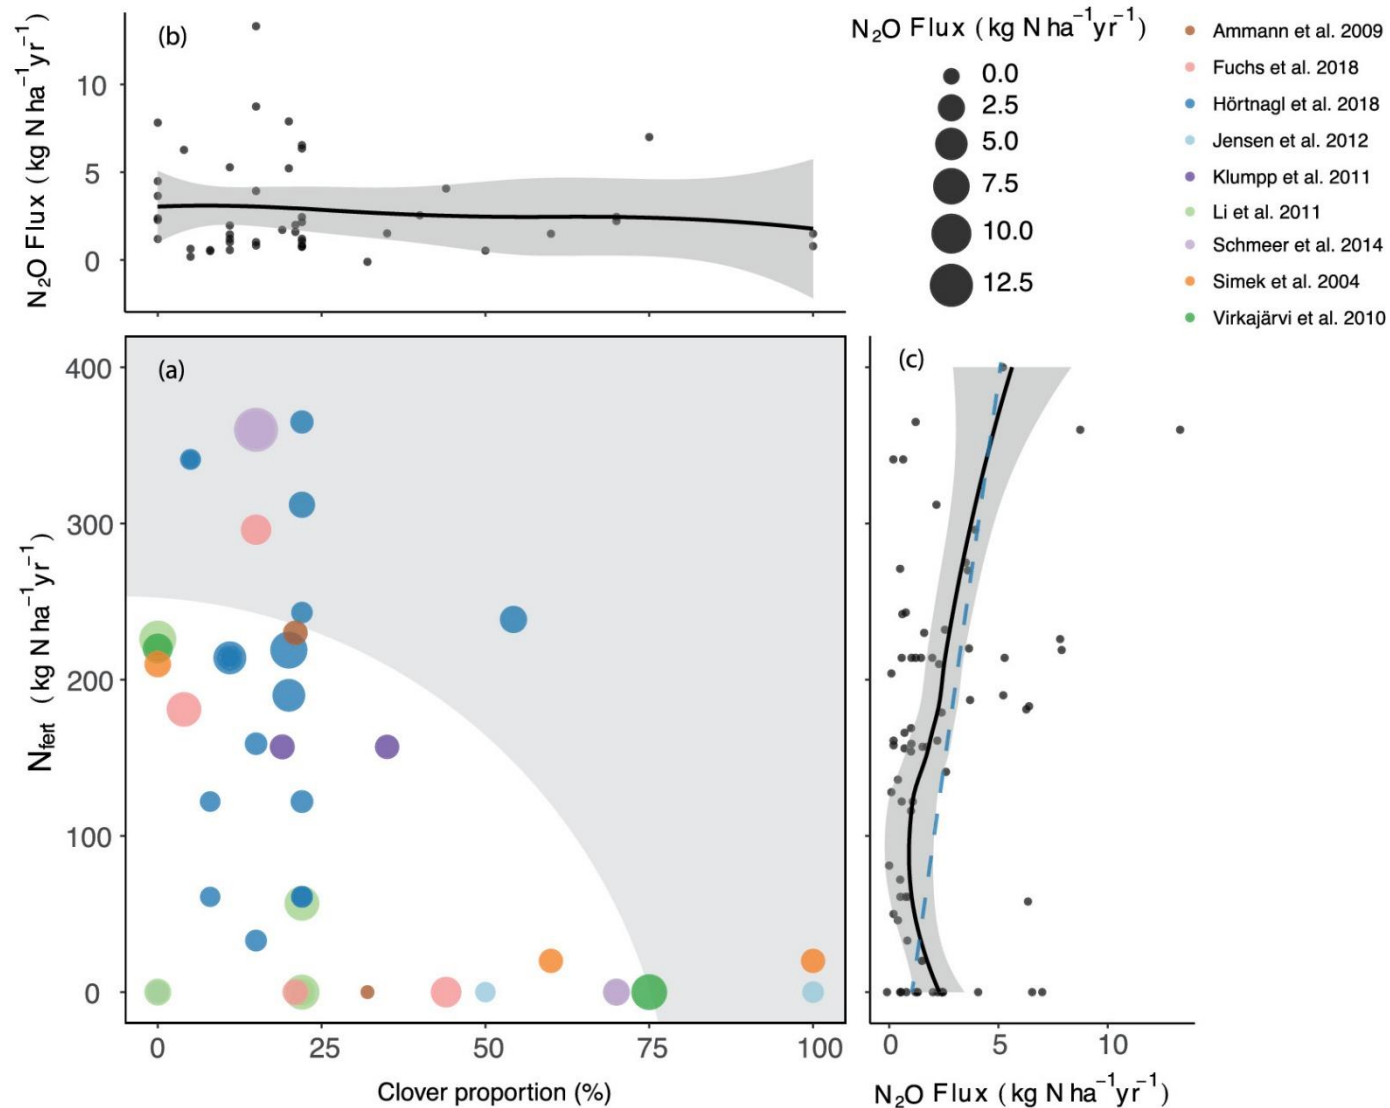 (b)
N₂O Flux (kg N ha⁻¹yr⁻¹)
10
5
0
N₂O Flux (kg N ha⁻¹yr⁻¹)
0.0
2.5
5.0
7.5
10.0
12.5
Ammann et al. 2009
Fuchs et al. 2018
Hörtnagl et al. 2018
Jensen et al. 2012
Klumpp et al. 2011
Li et al. 2011
Schmeer et al. 2014
Simek et al. 2004
Virkajärvi et al. 2010
(a)
N_fert (kg N ha⁻¹yr⁻¹)
400
300
200
100
0
0 25 50 75 100
Clover proportion (%)
(c)
0 5 10
N₂O Flux (kg N ha⁻¹yr⁻¹)